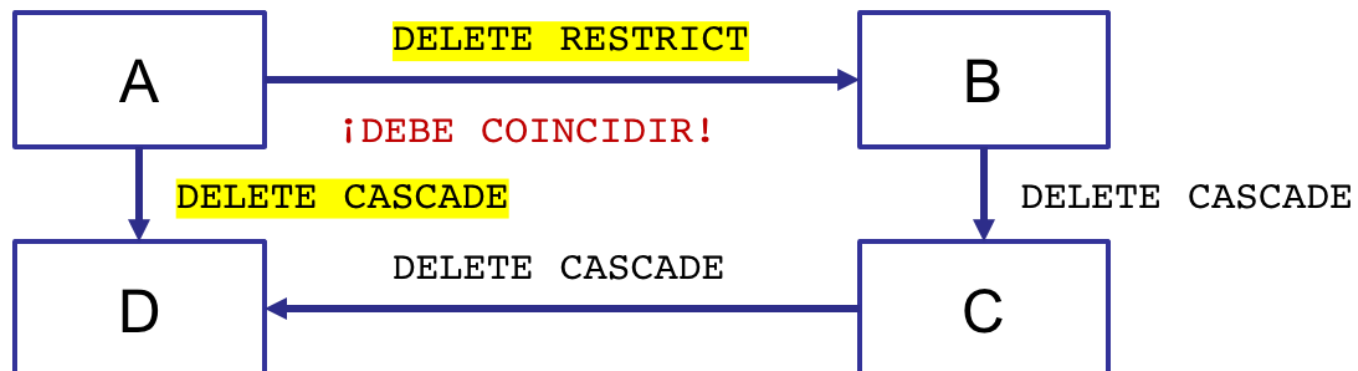 DELETE RESTRICT
A
B
¡DEBE COINCIDIR!
DELETE CASCADE
DELETE CASCADE
DELETE CASCADE
D
C